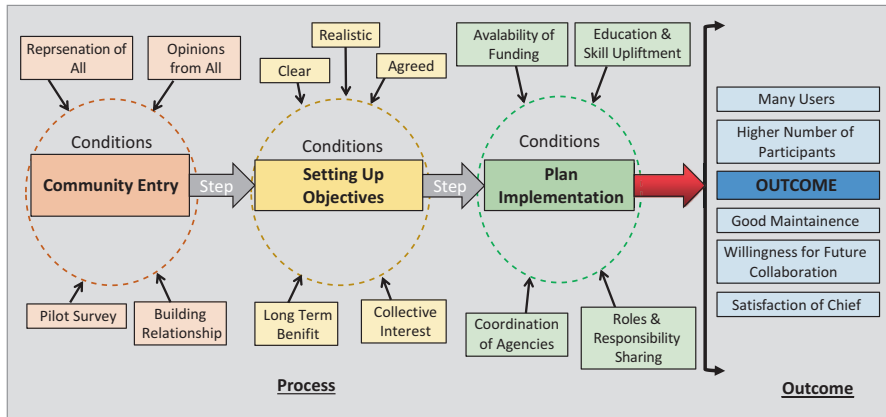 Reprsenation of
All
Opinions
from All
Conditions
Community Entry
Pilot Survey
Building
Relationship
Step
Realistic
Clear
Agreed
Conditions
Setting Up
Objectives
Long Term
Benifit
Collective
Interest
Step
Avalability of
Funding
Education &
Skill Upliftment
Conditions
Plan
Implementation
Coordination
of Agencies
Roles &
Responsibility
Sharing
Many Users
Higher Number of
Participants
OUTCOME
Good Maintainence
Willingness for Future
Collaboration
Satisfaction of Chief
Process
Outcome